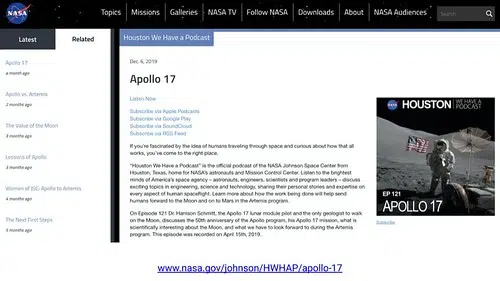 NASA
Topics Missions Galleries NASA TV Follow NASA Downloads About NASA Audiences Search
Latest Related
Apollo 17
a month ago
Apollo vs. Artemis
2 months ago
The Value of the Moon
3 months ago
Lessons of Apollo
3 months ago
Women of JSC: Apollo to Artemis
4 months ago
The Next First Steps
5 months ago
Houston We Have a Podcast
Dec. 6, 2019
Apollo 17
Listen Now
Subscribe via Apple Podcasts
Subscribe via Google Play
Subscribe via SoundCloud
Subscribe via RSS Feed
If you're fascinated by the idea of humans traveling through space and curious about how that all
works, you've come to the right place.
"Houston We Have a Podcast" is the official podcast of the NASA Johnson Space Center from
Houston, Texas, home for NASA's astronauts and Mission Control Center. Listen to the brightest
minds of America's space agency – astronauts, engineers, scientists and program leaders – discuss
exciting topics in engineering, science and technology, sharing their personal stories and expertise on
every aspect of human spaceflight. Learn more about how the work being done will help send
humans forward to the Moon and on to Mars in the Artemis program.
On Episode 121 Dr. Harrison Schmitt, the Apollo 17 lunar module pilot and the only geologist to walk
on the Moon, discusses the 50th anniversary of the Apollo program, his Apollo 17 mission, what is
scientifically interesting about the Moon, and what we have to look forward to during the Artemis
program. This episode was recorded on April 15th, 2019.
NASA HOUSTON WE HAVE A PODCAST
EP 121
APOLLO 17
Subscribe
www.nasa.gov/johnson/HWHAP/apollo-17